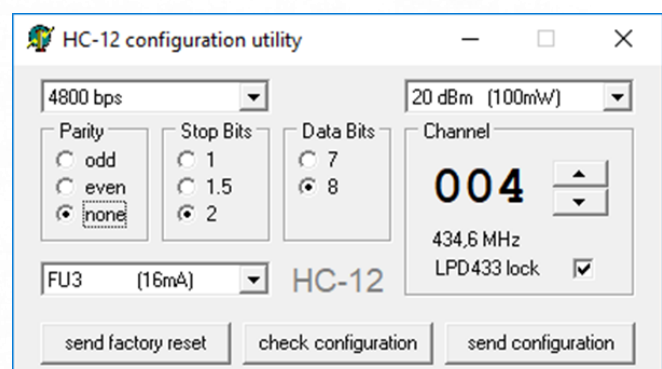 HC-12 configuration utility
4800 bps
20 dBm (100mW)
Parity
odd
even
none
Stop Bits
1
1.5
2
Data Bits
7
8
Channel
004
434,6 MHz
LPD433 lock
FU3 (16mA)
HC-12
send factory reset
check configuration
send configuration